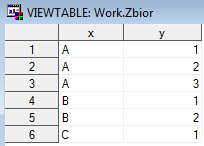 VIEWTABLE: Work.Zbior
x y
1 A 1
2 A 2
3 A 3
4 B 1
5 B 2
6 C 1